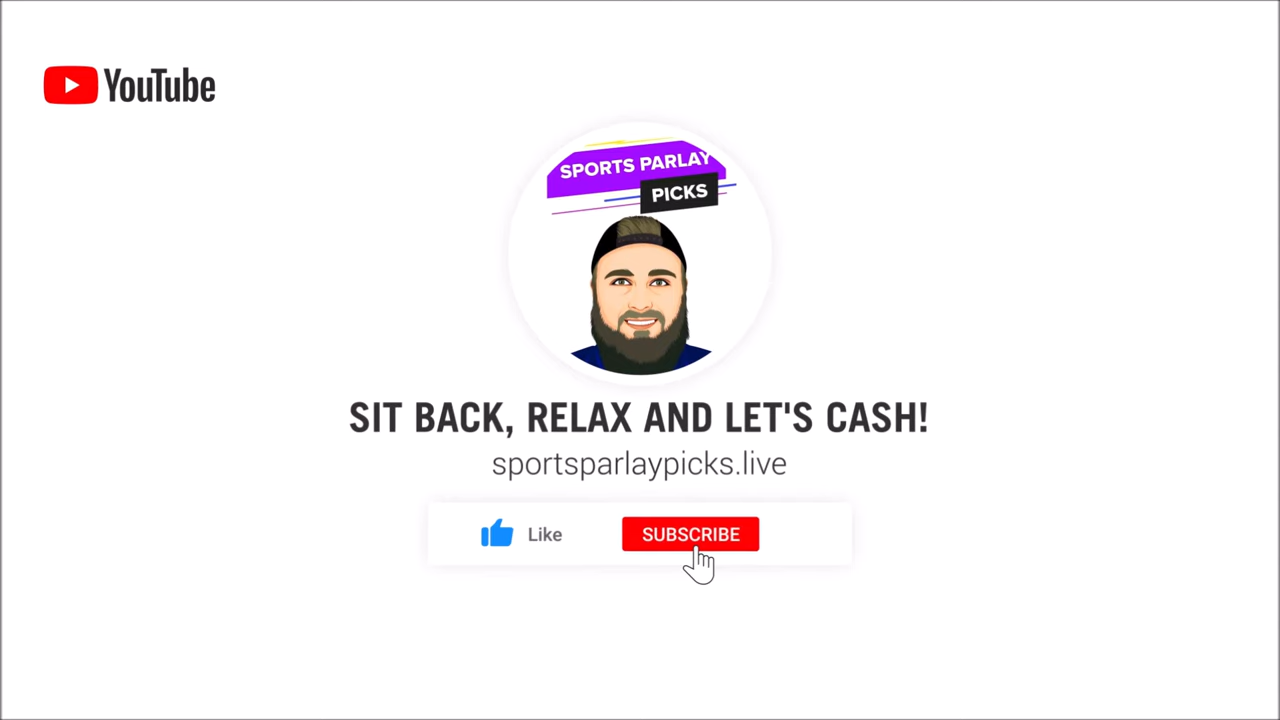 YouTube
SPORTS PARLAY
PICKS
SIT BACK, RELAX AND LET'S CASH!
sportsparlaypicks.live
Like
SUBSCRIBE